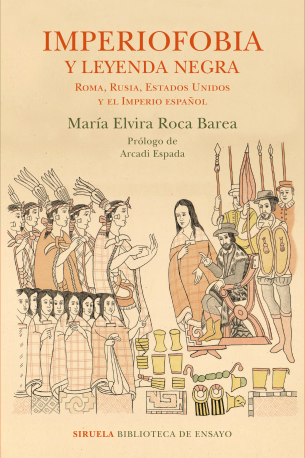 IMPERIOFOBIA
Y LEYENDA NEGRA
ROMA, RUSIA, ESTADOS UNIDOS
Y EL IMPERIO ESPAÑOL
María Elvira Roca Barea
Prólogo de
Arcadi Espada
SIRUELA BIBLIOTECA DE ENSAYO